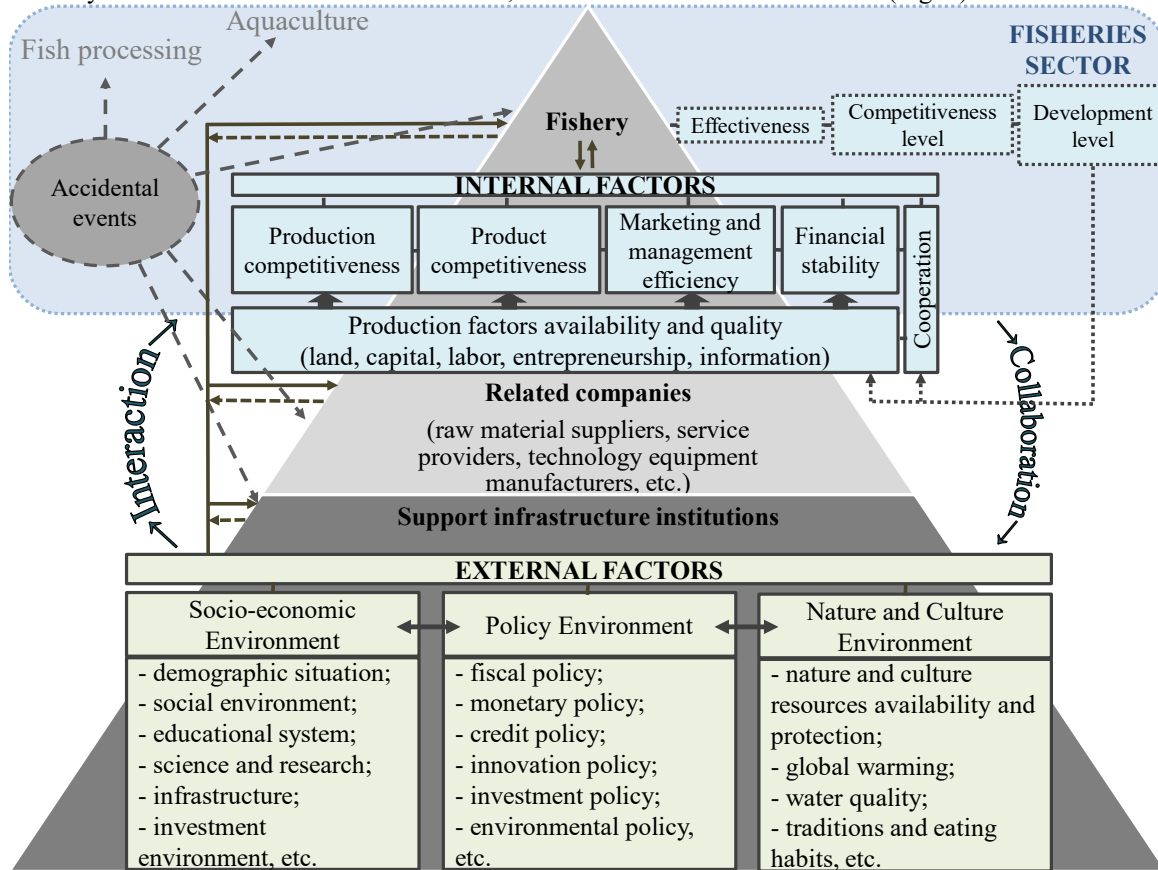 Aquaculture
Fish processing
FISHERIES
SECTOR
Fishery
Effectiveness
Competitiveness
level
Development
level
Accidental
events
INTERNAL FACTORS
Production
competitiveness
Product
competitiveness
Marketing and
management
efficiency
Financial
stability
Cooperation
Production factors availability and quality
(land, capital, labor, entrepreneurship, information)
Interaction
Collaboration
Related companies
(raw material suppliers, service
providers, technology equipment
manufacturers, etc.)
Support infrastructure institutions
EXTERNAL FACTORS
Socio-economic
Environment
- demographic situation;
- social environment;
- educational system;
- science and research;
- infrastructure;
- investment
environment, etc.
Policy Environment
- fiscal policy;
- monetary policy;
- credit policy;
- innovation policy;
- investment policy;
- environmental policy,
etc.
Nature and Culture
Environment
- nature and culture
resources availability and
protection;
- global warming;
- water quality;
- traditions and eating
habits, etc.